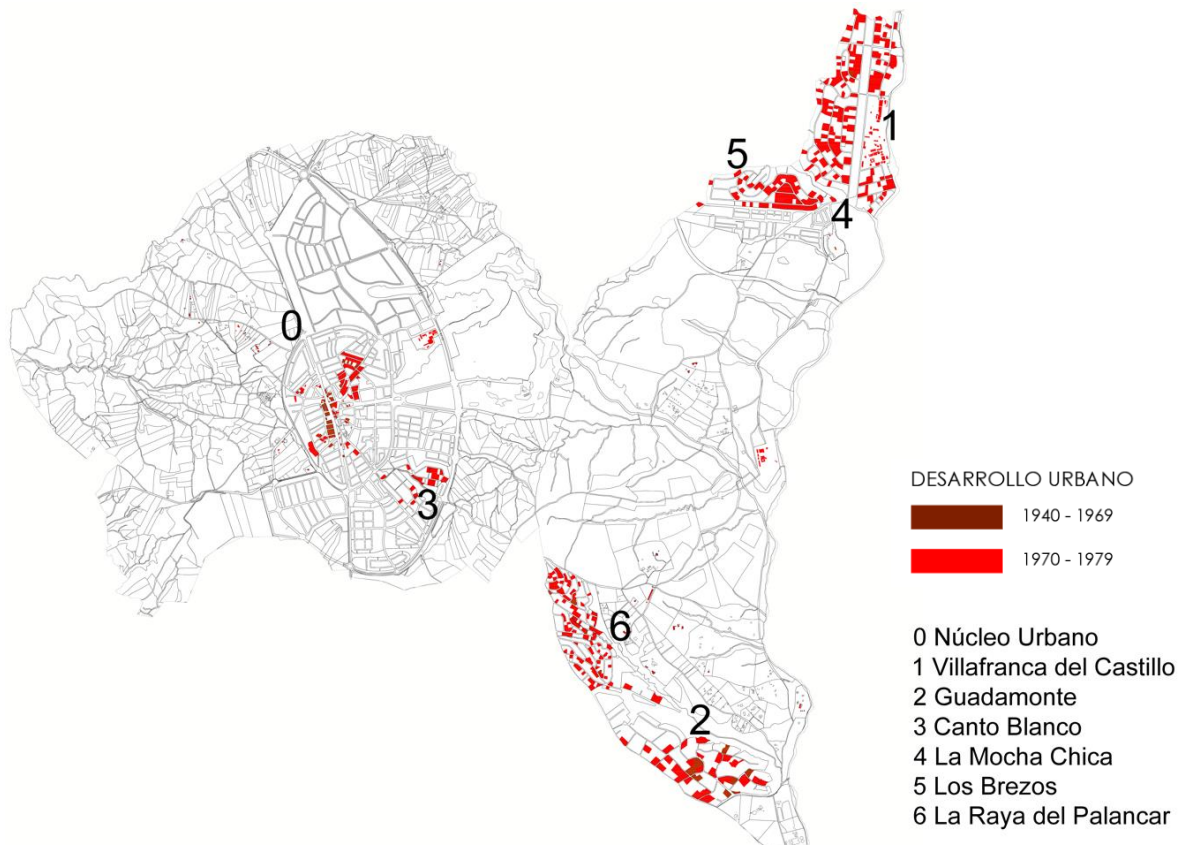 1
5
4
0
3
6
2
DESARROLLO URBANO
1940 - 1969
1970 - 1979
0 Núcleo Urbano
1 Villafranca del Castillo
2 Guadamonte
3 Canto Blanco
4 La Mocha Chica
5 Los Brezos
6 La Raya del Palancar